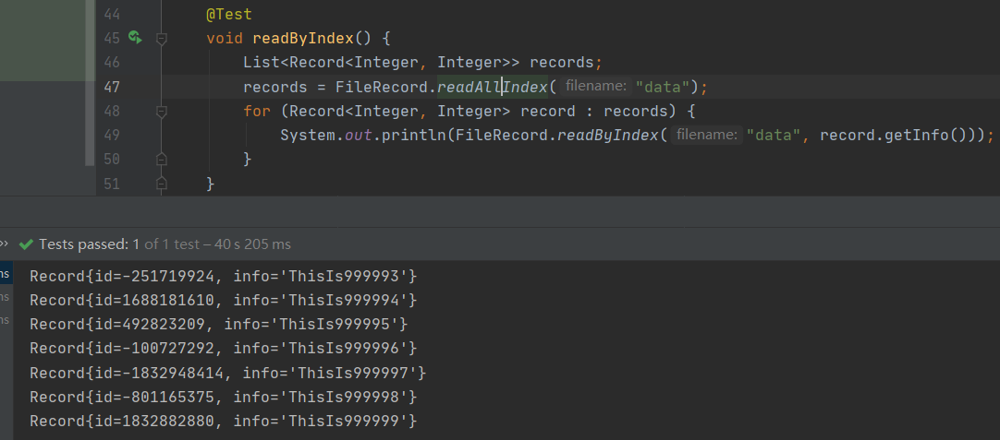 44 @Test
45 void readByIndex() {
46 List<Record<Integer, Integer>> records;
47 records = FileRecord.readAllIndex( filename: "data");
48 for (Record<Integer, Integer> record : records) {
49 System.out.println(FileRecord.readByIndex( filename: "data", record.getInfo()));
50 }
51 }
>> Tests passed: 1 of 1 test – 40 s 205 ms
ms Record{id=-251719924, info='ThisIs999993'}
ms Record{id=1688181610, info='ThisIs999994'}
ms Record{id=492823209, info='ThisIs999995'}
Record{id=-100727292, info='ThisIs999996'}
Record{id=-1832948414, info='ThisIs999997'}
Record{id=-801165375, info='ThisIs999998'}
Record{id=1832882880, info='ThisIs999999'}